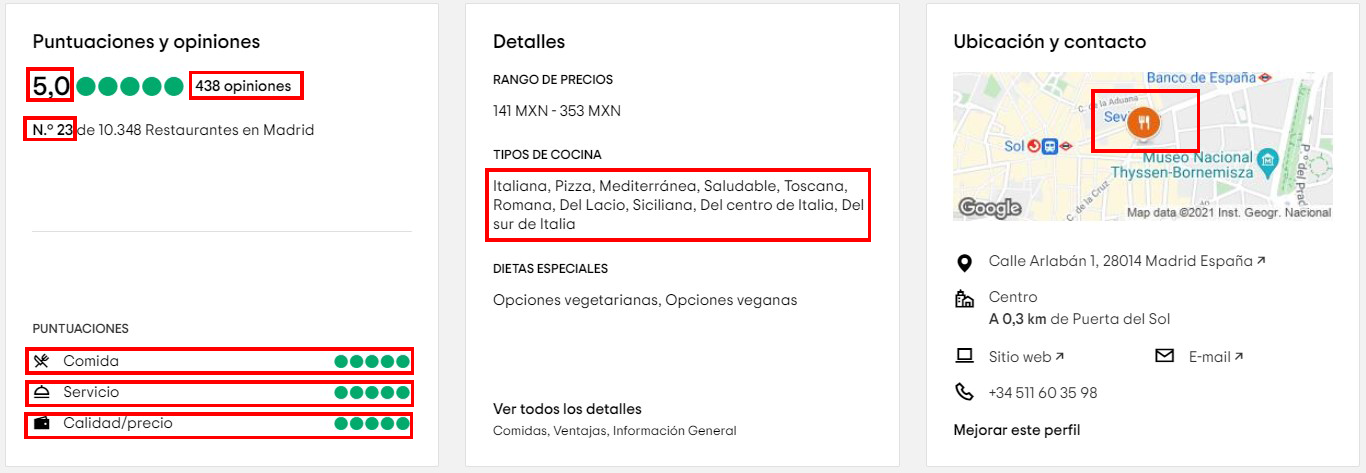 Puntuaciones y opiniones
5,0 438 opiniones
N.º 23 de 10.348 Restaurantes en Madrid
PUNTUACIONES
Comida
Servicio
Calidad/precio
Detalles
RANGO DE PRECIOS
141 MXN - 353 MXN
TIPOS DE COCINA
Italiana, Pizza, Mediterránea, Saludable, Toscana,
Romana, Del Lacio, Siciliana, Del centro de Italia, Del
sur de Italia
DIETAS ESPECIALES
Opciones vegetarianas, Opciones veganas
Ver todos los detalles
Comidas, Ventajas, Información General
Ubicación y contacto
Banco de España
C. de la Aduana
Sev
Sol
Museo Nacional
Thyssen-Bornemisza
C. de la Cruz
P.º del Prad
Google
Map data ©2021 Inst. Geogr. Nacional
Calle Arlabán 1, 28014 Madrid España
Centro
A 0,3 km de Puerta del Sol
Sitio web E-mail
+34 511 60 35 98
Mejorar este perfil